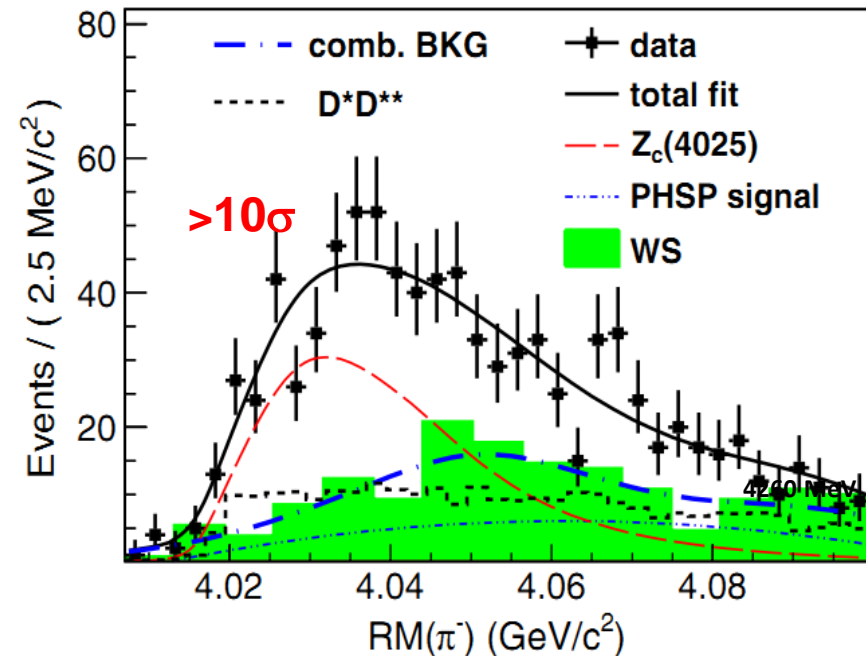 80
60
40
20
Events / ( 2.5 MeV/c²)
comb. BKG
D*D**
data
total fit
Zc(4025)
PHSP signal
WS
>10σ
4260 MeV
4.02 4.04 4.06 4.08
RM(π⁻) (GeV/c²)